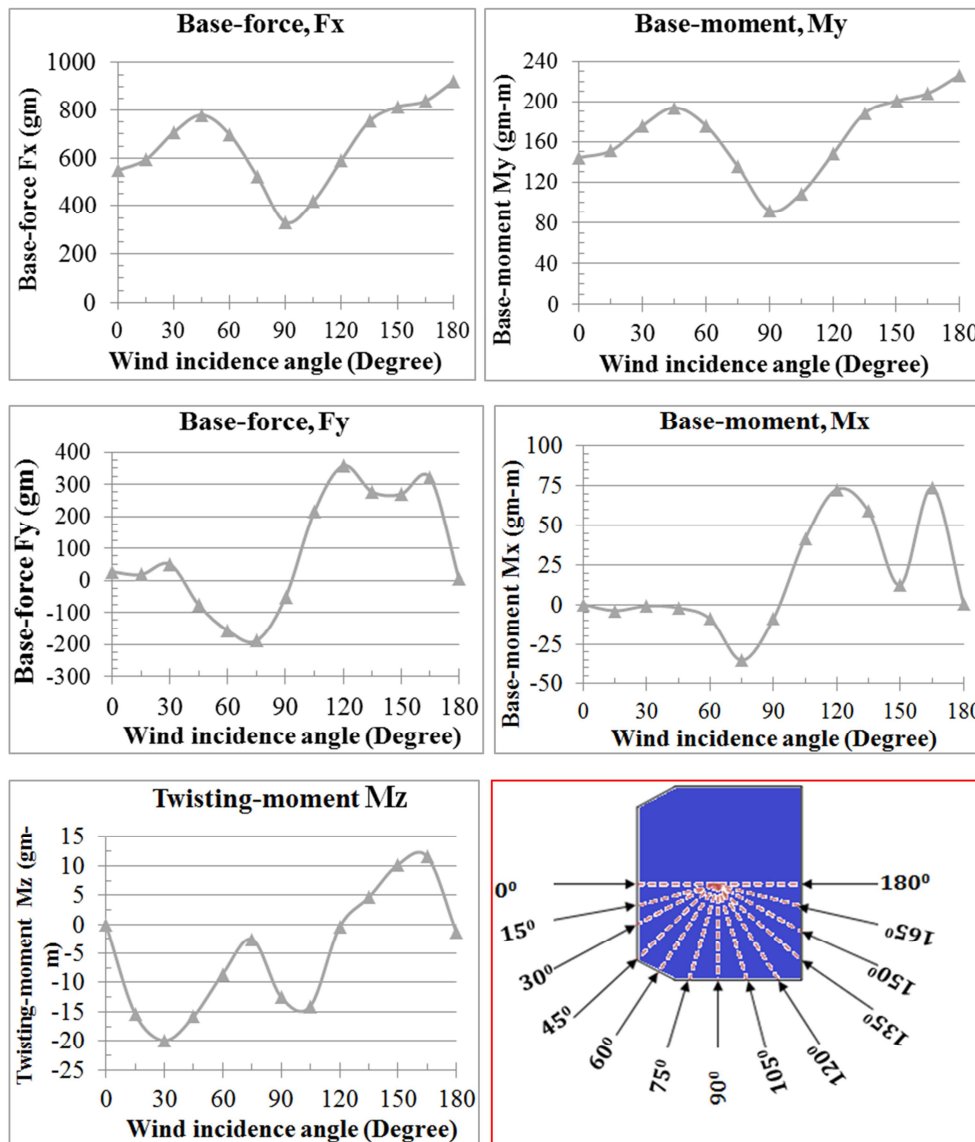 Base-force, Fx
Base-force Fx (gm)
1000
800
600
400
200
0
0 30 60 90 120 150 180
Wind incidence angle (Degree)
Base-moment, My
Base-moment My (gm-m)
240
200
160
120
80
40
0
0 30 60 90 120 150 180
Wind incidence angle (Degree)
Base-force, Fy
Base-force Fy (gm)
400
300
200
100
0
-100
-200
-300
0 30 60 90 120 150 180
Wind incidence angle (Degree)
Base-moment, Mx
Base-moment Mx (gm-m)
100
75
50
25
0
-25
-50
0 30 60 90 120 150 180
Wind incidence angle (Degree)
Twisting-moment Mz
Twisting-moment Mz (gm-
m)
15
10
5
0
-5
-10
-15
-20
-25
0 30 60 90 120 150 180
Wind incidence angle (Degree)
0⁰
15⁰
30⁰
45⁰
60⁰
75⁰
90⁰
105⁰
120⁰
135⁰
150⁰
165⁰
180⁰